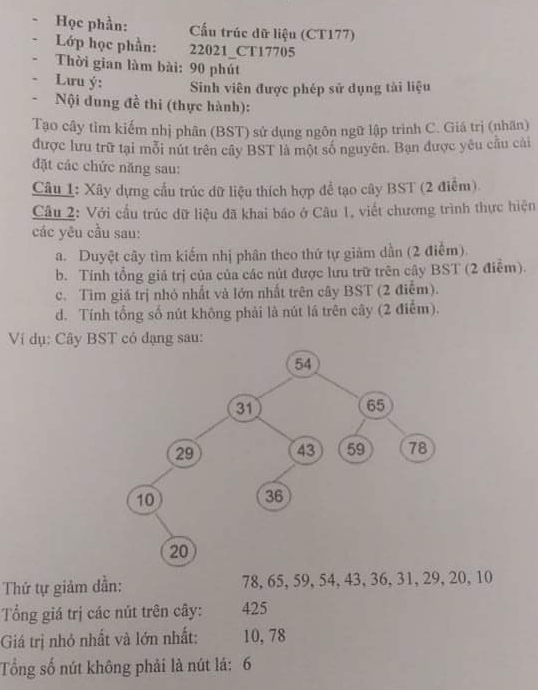 - Học phần: Cấu trúc dữ liệu (CT177)
- Lớp học phần: 22021_CT17705
- Thời gian làm bài: 90 phút
- Lưu ý: Sinh viên được phép sử dụng tài liệu
- Nội dung đề thi (thực hành):
Tạo cây tìm kiếm nhị phân (BST) sử dụng ngôn ngữ lập trình C. Giá trị (nhãn)
được lưu trữ tại mỗi nút trên cây BST là một số nguyên. Bạn được yêu cầu cài
đặt các chức năng sau:
Câu 1: Xây dựng cấu trúc dữ liệu thích hợp để tạo cây BST (2 điểm).
Câu 2: Với cấu trúc dữ liệu đã khai báo ở Câu 1, viết chương trình thực hiện
các yêu cầu sau:
a. Duyệt cây tìm kiếm nhị phân theo thứ tự giảm dần (2 điểm).
b. Tính tổng giá trị của của các nút được lưu trữ trên cây BST (2 điểm).
c. Tìm giá trị nhỏ nhất và lớn nhất trên cây BST (2 điểm).
d. Tính tổng số nút không phải là nút lá trên cây (2 điểm).
Ví dụ: Cây BST có dạng sau:
54
31 65
29 43 59 78
10 36
20
Thứ tự giảm dần: 78, 65, 59, 54, 43, 36, 31, 29, 20, 10
Tổng giá trị các nút trên cây: 425
Giá trị nhỏ nhất và lớn nhất: 10, 78
Tổng số nút không phải là nút lá: 6